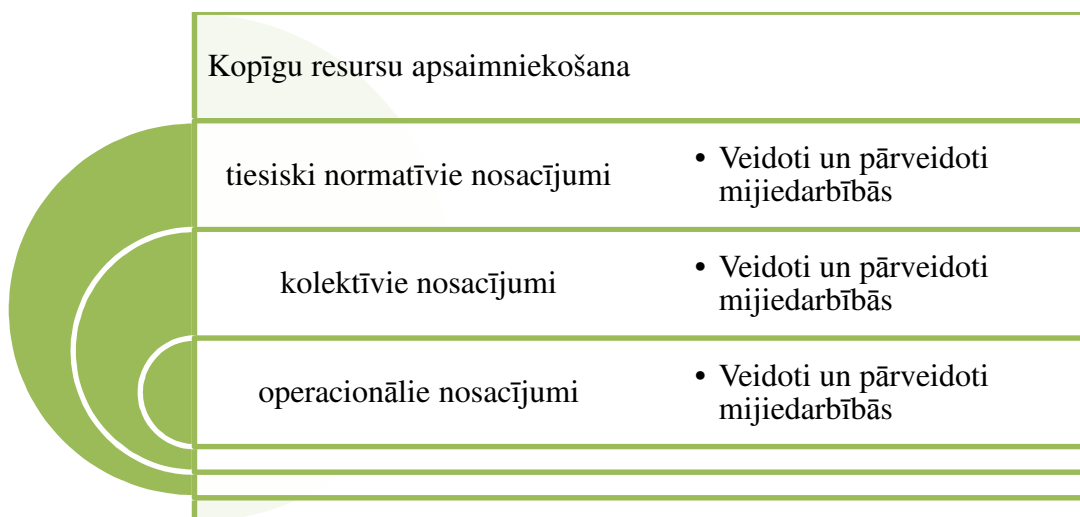 Kopīgu resursu apsaimniekošana
tiesiski normatīvie nosacījumi
• Veidoti un pārveidoti
mijiedarbībās
kolektīvie nosacījumi
• Veidoti un pārveidoti
mijiedarbībās
operacionālie nosacījumi
• Veidoti un pārveidoti
mijiedarbībās